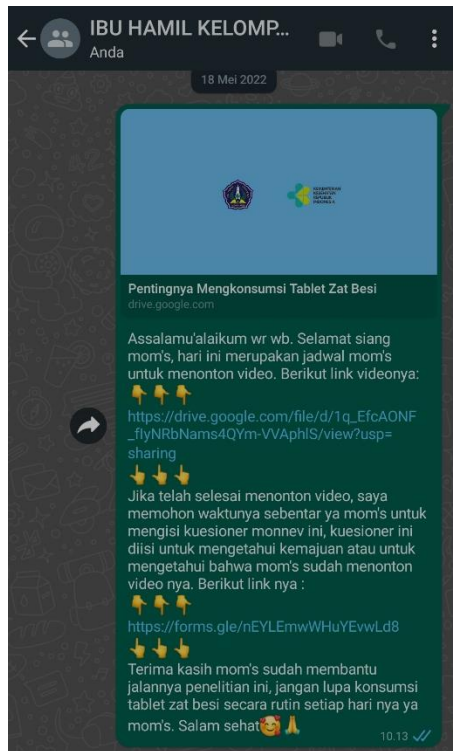 IBU HAMIL KELOMP...
Anda
18 Mei 2022
KEMENTERIAN
KESEHATAN
REPUBLIK
INDONESIA
Pentingnya Mengkonsumsi Tablet Zat Besi
drive.google.com
Assalamu'alaikum wr wb. Selamat siang
mom's, hari ini merupakan jadwal mom's
untuk menonton video. Berikut link videonya:
👇👇👇
https://drive.google.com/file/d/1q_EfcAONF
_flyNRbNams4QYm-VVAphlS/view?usp=
sharing
👆👆👆
Jika telah selesai menonton video, saya
memohon waktunya sebentar ya mom's untuk
mengisi kuesioner monnev ini, kuesioner ini
diisi untuk mengetahui kemajuan atau untuk
mengetahui bahwa mom's sudah menonton
video nya. Berikut link nya :
👇👇👇
https://forms.gle/nEYLEmwWHuYEvwLd8
👆👆👆
Terima kasih mom's sudah membantu
jalannya penelitian ini, jangan lupa konsumsi
tablet zat besi secara rutin setiap hari nya ya
mom's. Salam sehat🥰🙏
10.13